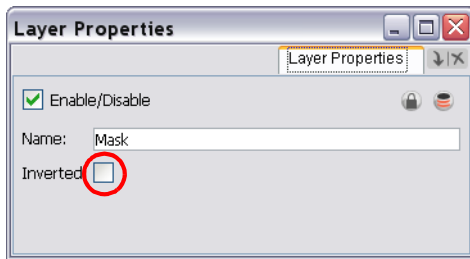 Layer Properties
Layer Properties
Enable/Disable
Name: Mask
Inverted